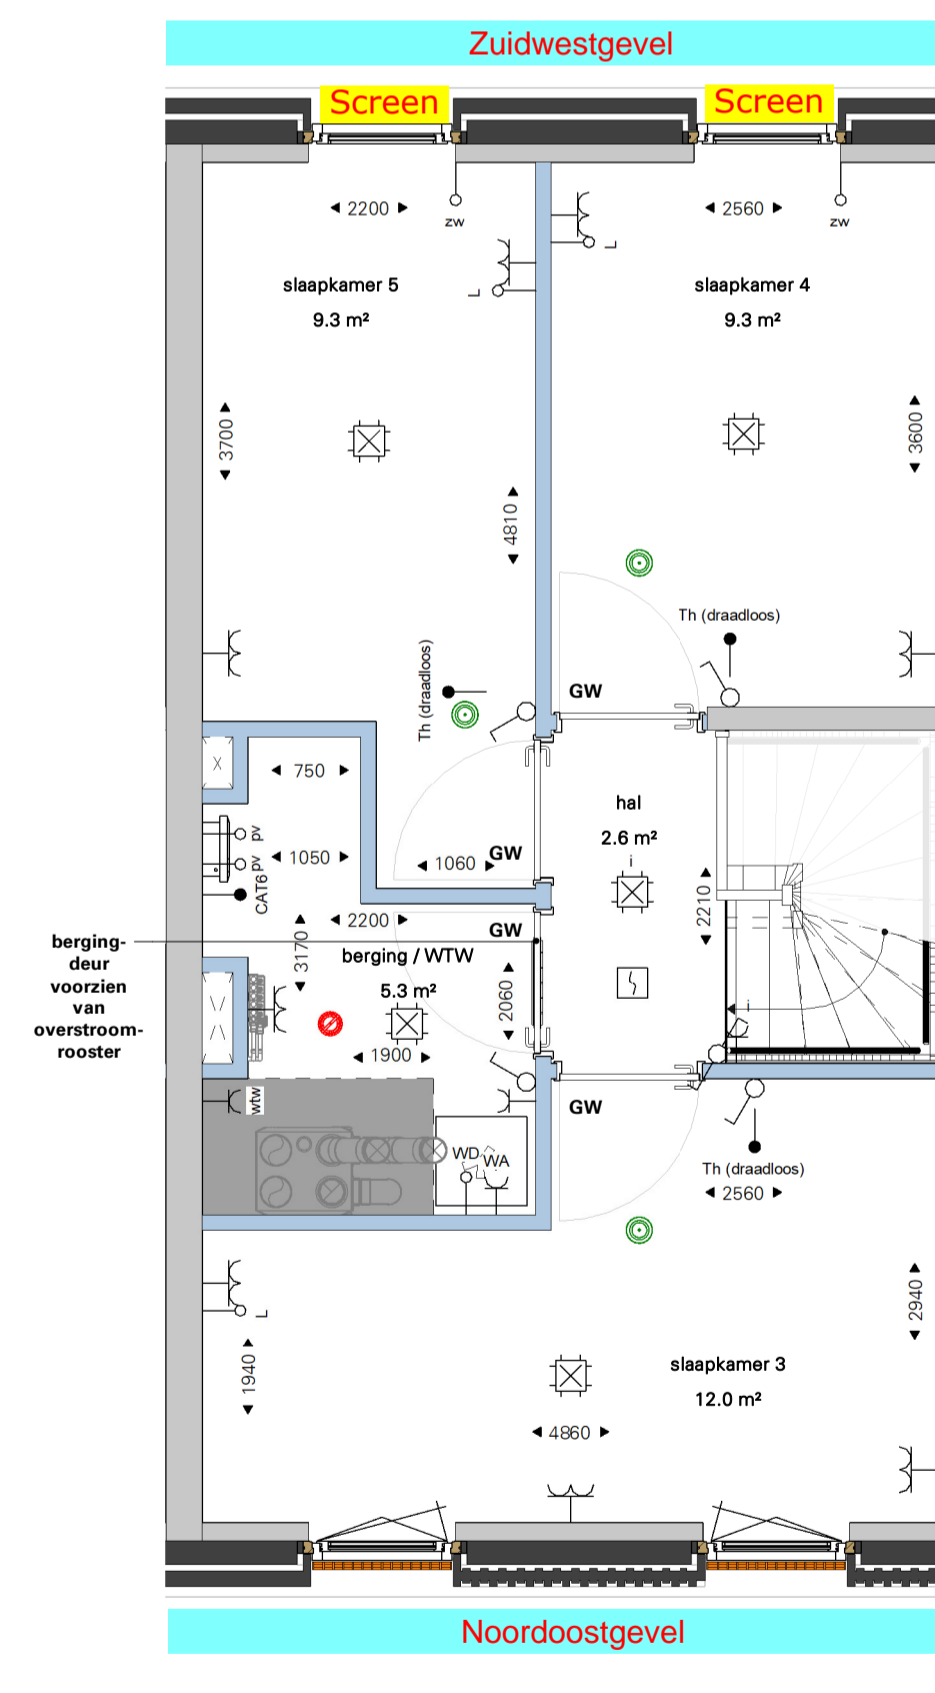 Zuidwestgevel
Screen
Screen
2200
2560
zw
zw
L
L
slaapkamer 5
9.3 m²
slaapkamer 4
9.3 m²
3700
3600
4810
Th (draadloos)
Th (draadloos)
GW
750
hal
2.6 m²
i
pv
1050
pv
GW
1060
CAT6
2210
2200
GW
berging-
deur
voorzien
van
overstroom-
rooster
3170
berging / WTW
5.3 m²
2060
i
1900
wtw
GW
WD
WA
Th (draadloos)
2560
L
2940
1940
slaapkamer 3
12.0 m²
4860
Noordoostgevel